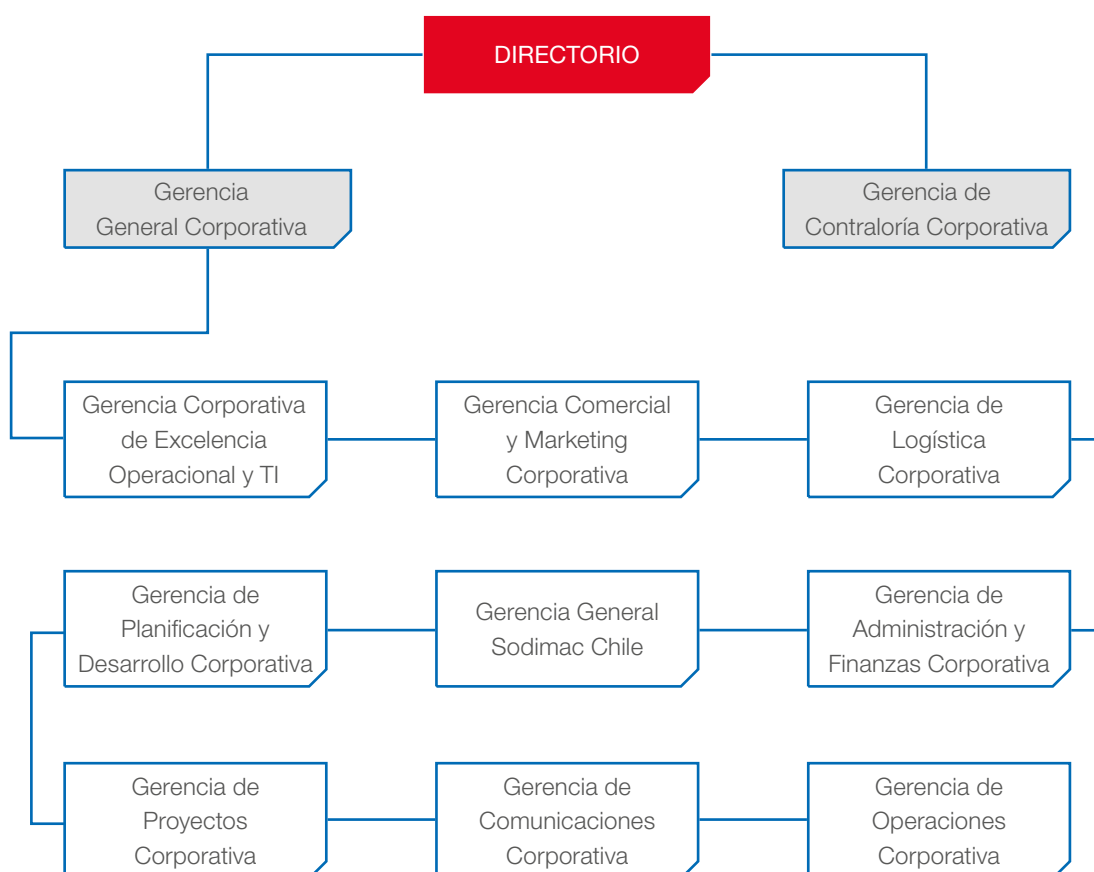 DIRECTORIO
Gerencia
General Corporativa
Gerencia de
Contraloría Corporativa
Gerencia Corporativa
de Excelencia
Operacional y TI
Gerencia Comercial
y Marketing
Corporativa
Gerencia de
Logística
Corporativa
Gerencia de
Planificación y
Desarrollo Corporativa
Gerencia General
Sodimac Chile
Gerencia de
Administración y
Finanzas Corporativa
Gerencia de
Proyectos
Corporativa
Gerencia de
Comunicaciones
Corporativa
Gerencia de
Operaciones
Corporativa